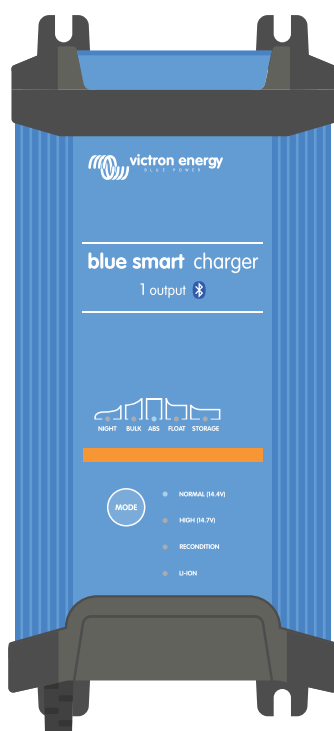 victron energy
BLUE POWER
blue smart charger
1 output
NIGHT BULK ABS FLOAT STORAGE
MODE
NORMAL (14.4V)
HIGH (14.7V)
RECONDITION
LI-ION